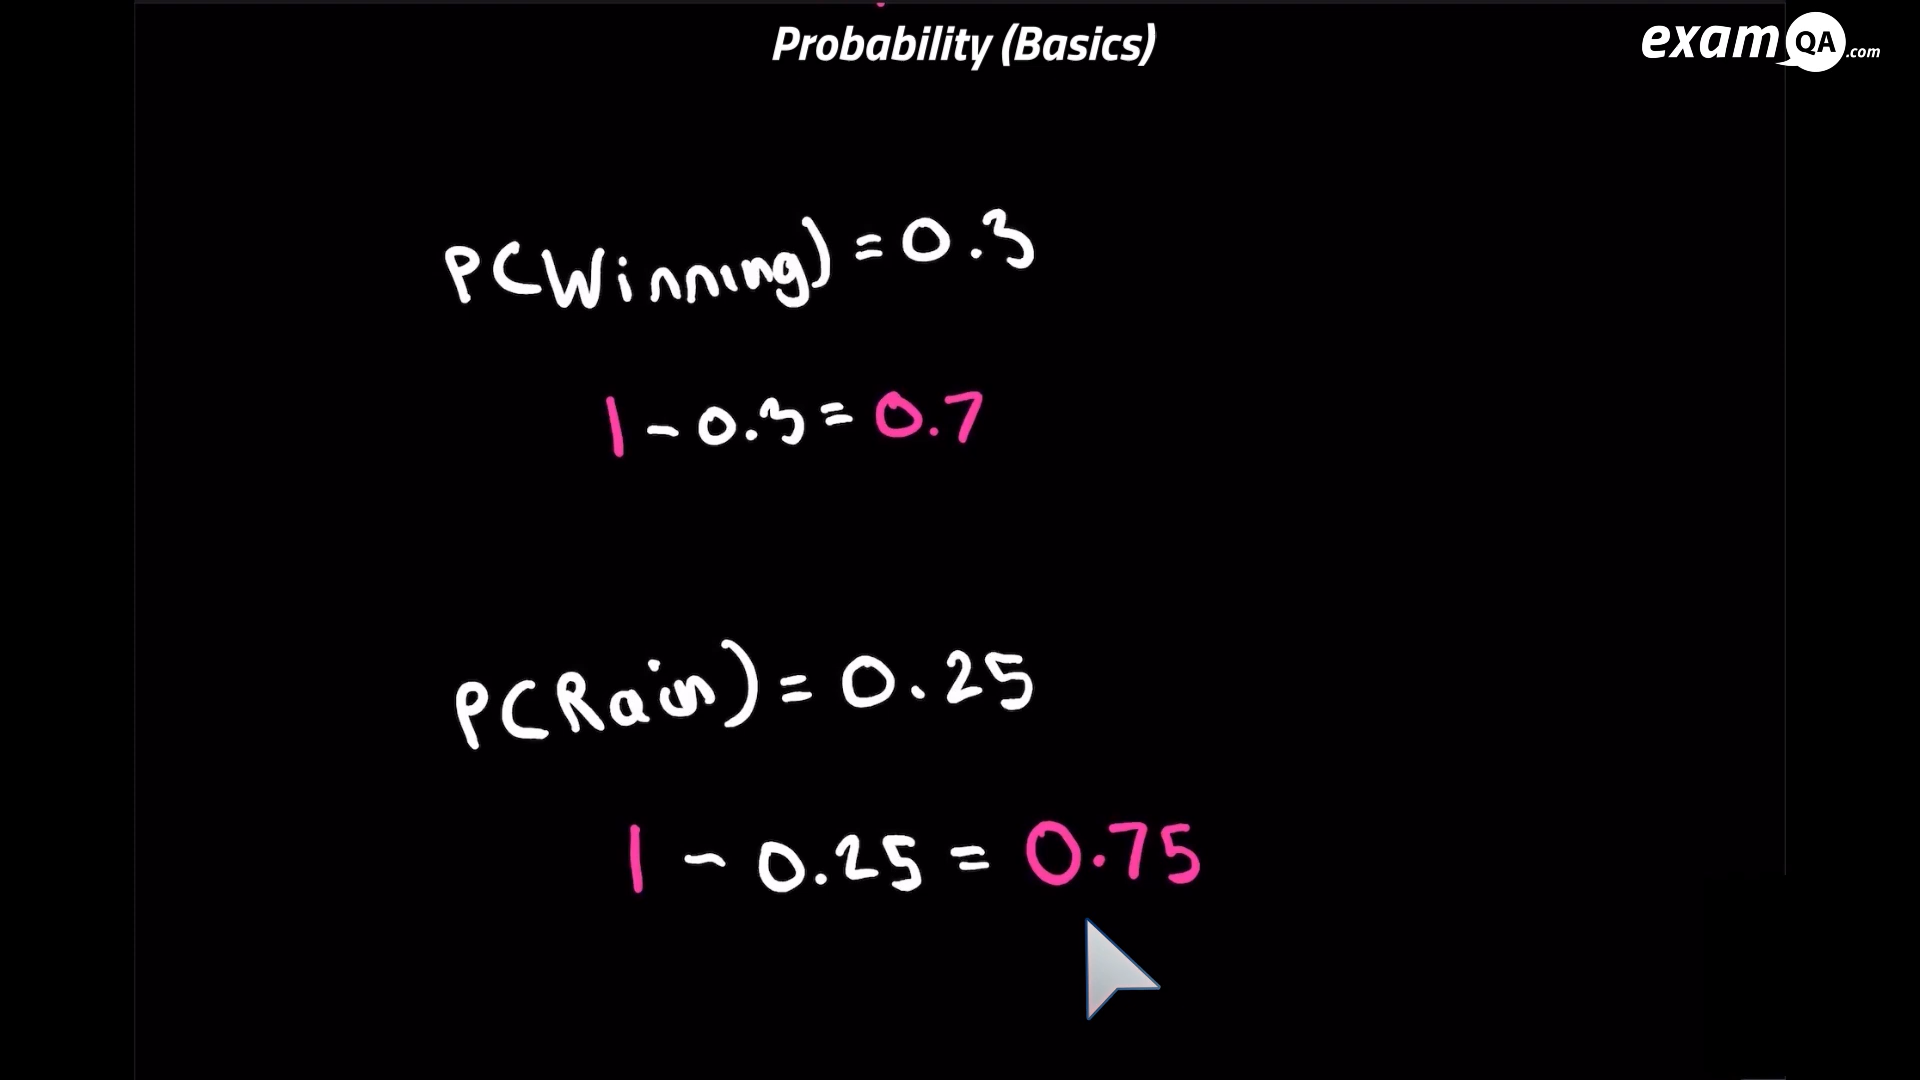 Probability (Basics)
examQA.com
P(Winning) = 0.3
1 - 0.3 = 0.7
P(Rain) = 0.25
1 - 0.25 = 0.75